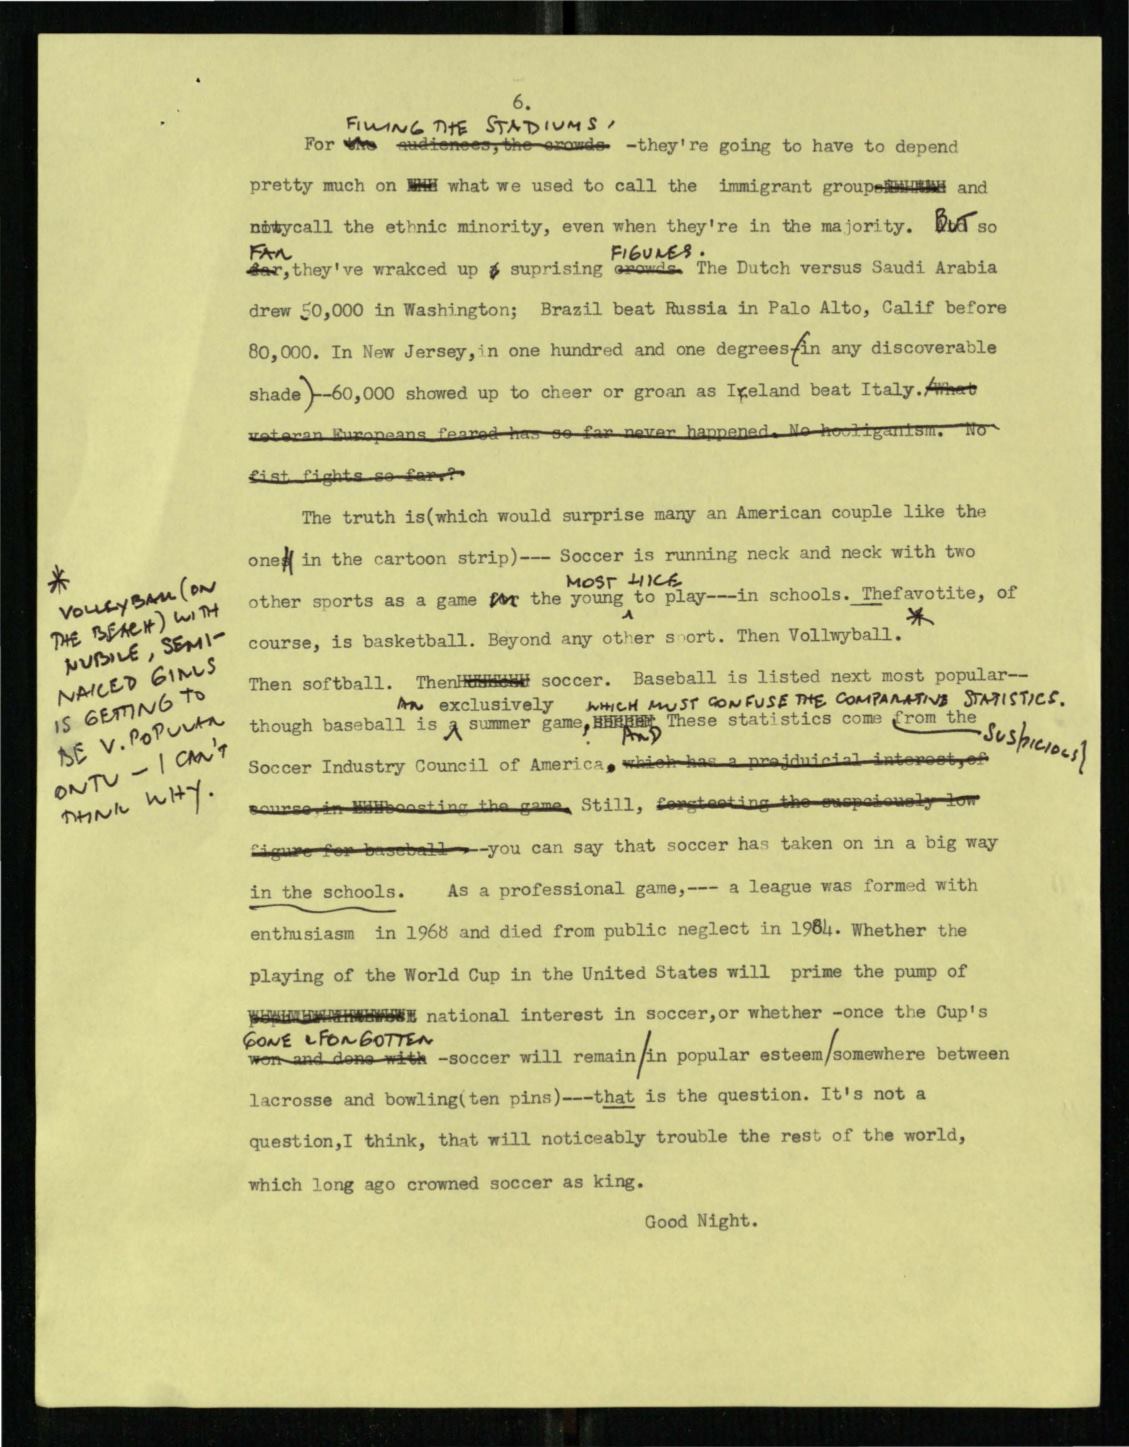 6.
FILLING THE STADIUMS,
For the audiences,the crowds -they're going to have to depend
pretty much on what we used to call the immigrant groups and
now call the ethnic minority, even when they're in the majority. BUT so
FAR FIGURES.
far,they've wrakced up suprising crowds. The Dutch versus Saudi Arabia
drew 50,000 in Washington; Brazil beat Russia in Palo Alto, Calif before
80,000. In New Jersey,in one hundred and one degrees-(in any discoverable
shade)--60,000 showed up to cheer or groan as Ireland beat Italy. What
veteran Europeans feared has so far never happened. No hooliganism. No
fist fights so far.?
The truth is(which would surprise many an American couple like the
one in the cartoon strip)--- Soccer is running neck and neck with two
MOST LIKE
other sports as a game for the young to play---in schools. Thefavotite, of
course, is basketball. Beyond any other sport. Then Vollwyball. *
Then softball. Then soccer. Baseball is listed next most popular--
AN exclusively WHICH MUST CONFUSE THE COMPARATIVE STATISTICS.
though baseball is a summer game, These statistics come from the
AND SUSPICIOUS
Soccer Industry Council of America. which has a prejduicial interest,of
course,in boosting the game. Still, forgteeting the suspciously low
figure for baseball --you can say that soccer has taken on in a big way
in the schools. As a professional game,--- a league was formed with
enthusiasm in 1968 and died from public neglect in 1984. Whether the
playing of the World Cup in the United States will prime the pump of
national interest in soccer,or whether -once the Cup's
GONE & FORGOTTEN
won and done with -soccer will remain/in popular esteem/somewhere between
lacrosse and bowling(ten pins)---that is the question. It's not a
question,I think, that will noticeably trouble the rest of the world,
which long ago crowned soccer as king.
Good Night.
*
VOLLEYBALL (ON
THE BEACH) WITH
NUBILE, SEMI-
NAKED GIRLS
IS GETTING TO
BE V. POPULAR
ON TV – I CAN'T
THINK WHY.